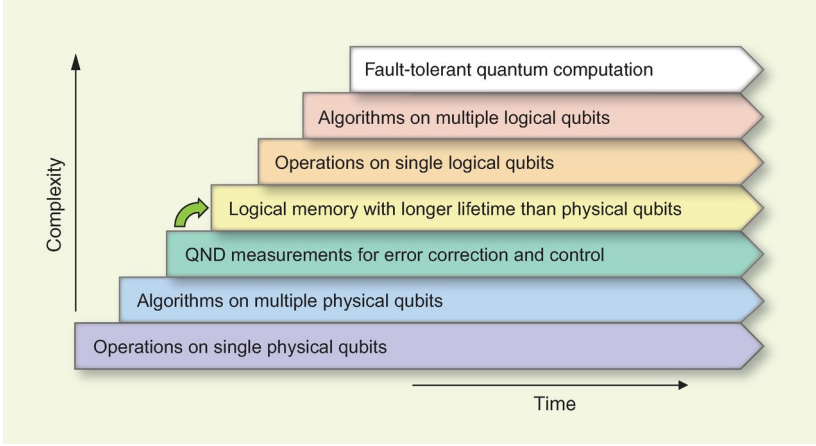 Fault-tolerant quantum computation
Algorithms on multiple logical qubits
Operations on single logical qubits
Logical memory with longer lifetime than physical qubits
QND measurements for error correction and control
Algorithms on multiple physical qubits
Operations on single physical qubits
Complexity
Time